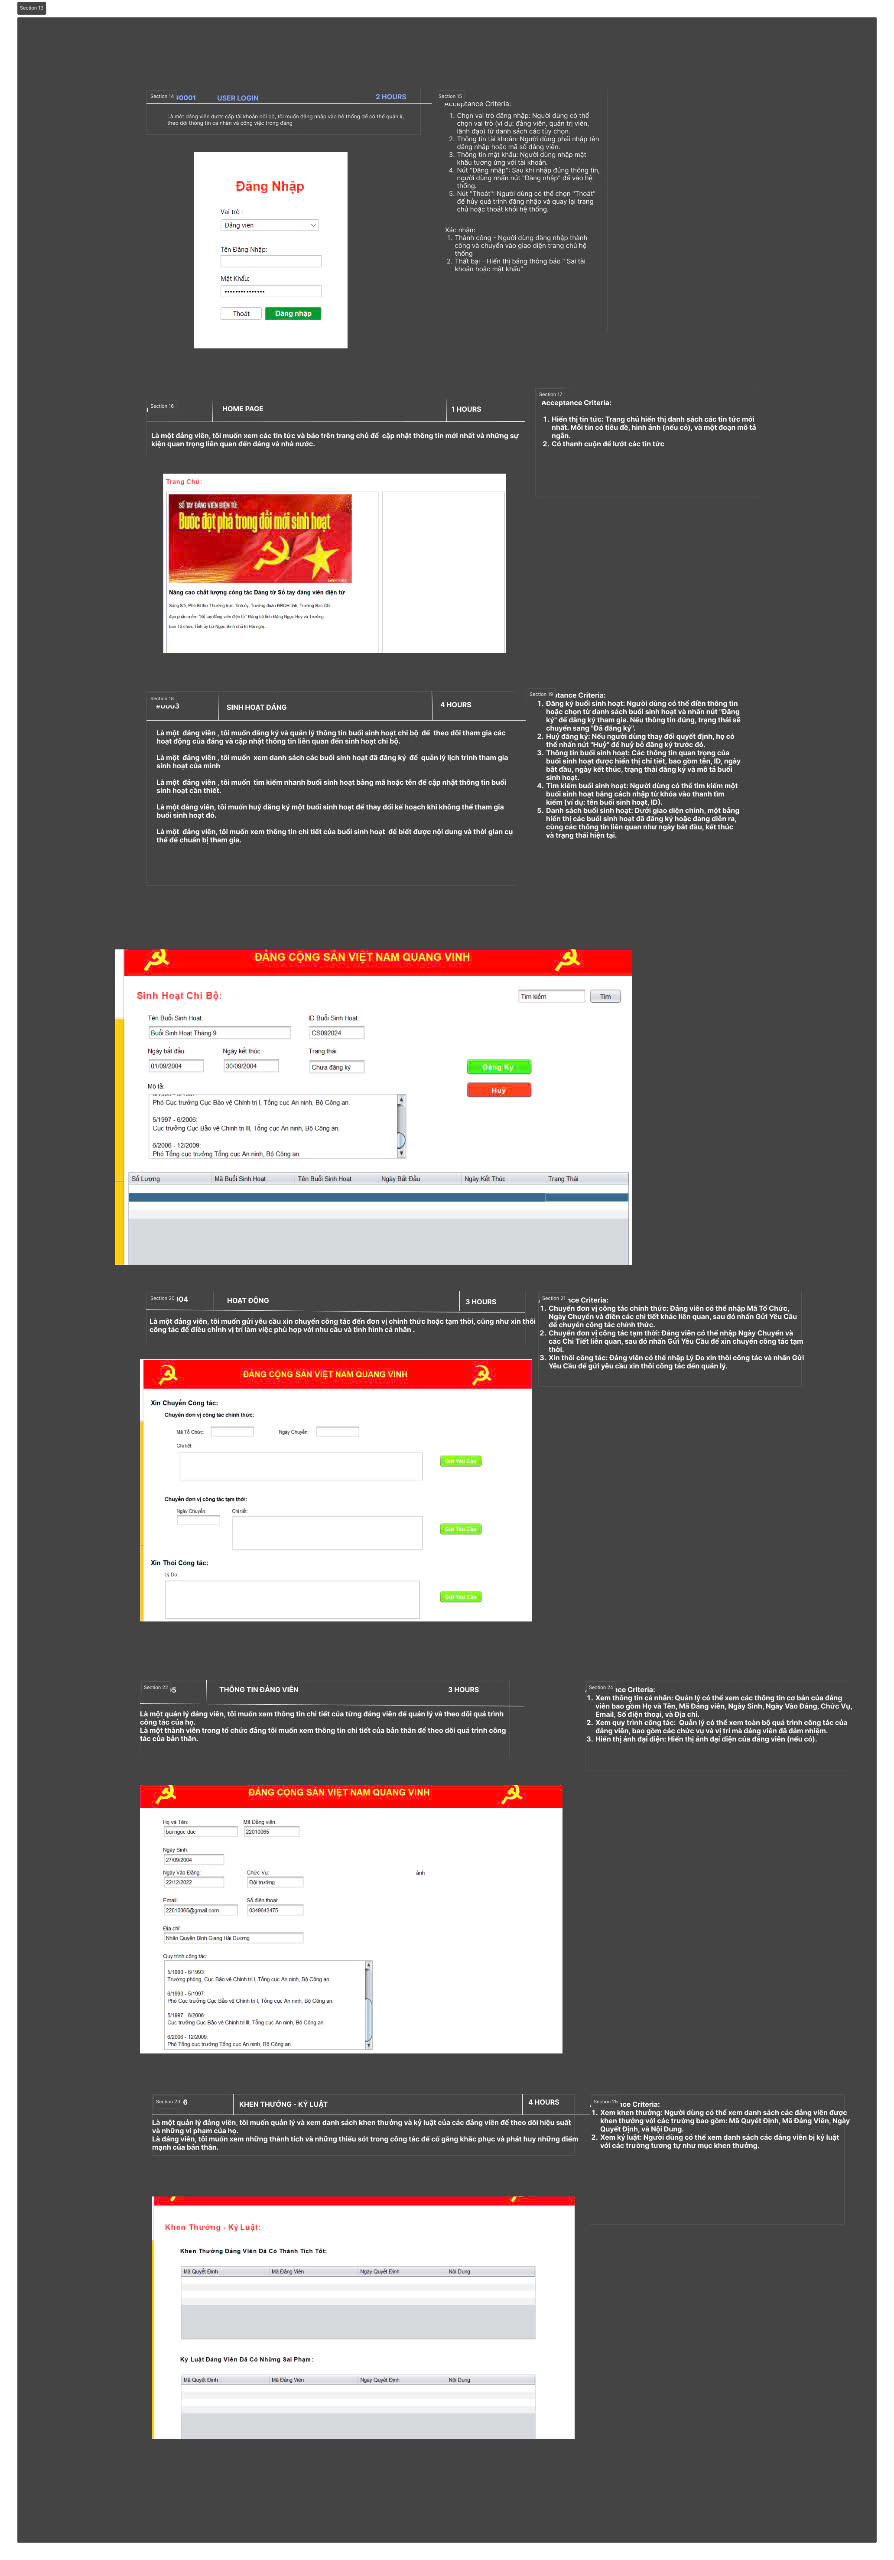 Section 13
Section 14
USER LOGIN
2 HOURS
Là một đảng viên được cấp tài khoản nội bộ, tôi muốn đăng nhập vào hệ thống để có thể quản lý,
theo dõi thông tin cá nhân và công việc trong đảng
Đăng Nhập
Vai trò
Đảng viên
Tên Đăng Nhập:
Mật Khẩu:
Thoát
Đăng nhập
Section 15
Acceptance Criteria:
1. Chọn vai trò đăng nhập: Người dùng có thể
chọn vai trò (ví dụ: đảng viên, quản trị viên,
lãnh đạo) từ danh sách các tùy chọn.
2. Thông tin tài khoản: Người dùng phải nhập tên
đăng nhập hoặc mã số đảng viên.
3. Thông tin mật khẩu: Người dùng nhập mật
khẩu tương ứng với tài khoản.
4. Nút "Đăng nhập": Sau khi nhập đúng thông tin,
người dùng nhấn nút "Đăng nhập" để vào hệ
thống.
5. Nút "Thoát": Người dùng có thể chọn "Thoát"
để hủy quá trình đăng nhập và quay lại trang
chủ hoặc thoát khỏi hệ thống.
Xác nhận:
1. Thành công - Người dùng đăng nhập thành
công và chuyển vào giao diện trang chủ hệ
thống
2. Thất bại - Hiển thị bảng thông báo " Sai tài
khoản hoặc mật khẩu"
Section 16
HOME PAGE
1 HOURS
Là một đảng viên, tôi muốn xem các tin tức và báo trên trang chủ để cập nhật thông tin mới nhất và những sự
kiện quan trọng liên quan đến đảng và nhà nước.
Section 17
Acceptance Criteria:
1. Hiển thị tin tức: Trang chủ hiển thị danh sách các tin tức mới
nhất. Mỗi tin có tiêu đề, hình ảnh (nếu có), và một đoạn mô tả
ngắn.
2. Có thanh cuộn để lướt các tin tức
Trang Chủ:
SỔ TAY ĐẢNG VIÊN ĐIỆN TỬ:
Bước đột phá trong đổi mới sinh hoạt
Nâng cao chất lượng công tác Đảng từ Sổ tay đảng viên điện tử
Section 18
#0003
SINH HOẠT ĐẢNG
4 HOURS
Là một đảng viên , tôi muốn đăng ký và quản lý thông tin buổi sinh hoạt chi bộ để theo dõi tham gia các
hoạt động của đảng và cập nhật thông tin liên quan đến sinh hoạt chi bộ.
Là một đảng viên , tôi muốn xem danh sách các buổi sinh hoạt đã đăng ký để quản lý lịch trình tham gia
sinh hoạt của mình
Là một đảng viên , tôi muốn tìm kiếm nhanh buổi sinh hoạt bằng mã hoặc tên để cập nhật thông tin buổi
sinh hoạt cần thiết.
Là một đảng viên, tôi muốn huỷ đăng ký một buổi sinh hoạt để thay đổi kế hoạch khi không thể tham gia
buổi sinh hoạt đó.
Là một đảng viên, tôi muốn xem thông tin chi tiết của buổi sinh hoạt để biết được nội dung và thời gian cụ
thể để chuẩn bị tham gia.
Section 19
tance Criteria:
1. Đăng ký buổi sinh hoạt: Người dùng có thể điền thông tin
hoặc chọn từ danh sách buổi sinh hoạt và nhấn nút "Đăng
ký" để đăng ký tham gia. Nếu thông tin đúng, trạng thái sẽ
chuyển sang "Đã đăng ký".
2. Huỷ đăng ký: Nếu người dùng thay đổi quyết định, họ có
thể nhấn nút "Huỷ" để huỷ bỏ đăng ký trước đó.
3. Thông tin buổi sinh hoạt: Các thông tin quan trọng của
buổi sinh hoạt được hiển thị chi tiết, bao gồm tên, ID, ngày
bắt đầu, ngày kết thúc, trạng thái đăng ký và mô tả buổi
sinh hoạt.
4. Tìm kiếm buổi sinh hoạt: Người dùng có thể tìm kiếm một
buổi sinh hoạt bằng cách nhập từ khóa vào thanh tìm
kiếm (ví dụ: tên buổi sinh hoạt, ID).
5. Danh sách buổi sinh hoạt: Dưới giao diện chính, một bảng
hiển thị các buổi sinh hoạt đã đăng ký hoặc đang diễn ra,
cùng các thông tin liên quan như ngày bắt đầu, kết thúc
và trạng thái hiện tại.
ĐẢNG CỘNG SẢN VIỆT NAM QUANG VINH
Sinh Hoạt Chi Bộ:
Tìm kiếm
Tìm
Tên Buổi Sinh Hoạt:
ID Buổi Sinh Hoạt:
Buổi Sinh Hoạt Tháng 9
CS092024
Ngày bắt đầu
Ngày kết thúc
Trạng thái
01/09/2004
30/09/2004
Chưa đăng ký
Đăng Ký
Huỷ
Mô tả:
Phó Cục trưởng Cục Bảo vệ Chính trị I, Tổng cục An ninh, Bộ Công an.
5/1997 - 6/2006:
Cục trưởng Cục Bảo vệ Chính trị III, Tổng cục An ninh, Bộ Công an.
6/2006 - 12/2009:
Phó Tổng cục trưởng Tổng cục An ninh, Bộ Công an
Số Lượng
Mã Buổi Sinh Hoạt
Tên Buổi Sinh Hoạt
Ngày Bắt Đầu
Ngày Kết Thúc
Trạng Thái
Section 20
04
HOẠT ĐỘNG
3 HOURS
Là một đảng viên, tôi muốn gửi yêu cầu xin chuyển công tác đến đơn vị chính thức hoặc tạm thời, cũng như xin thôi
công tác để điều chỉnh vị trí làm việc phù hợp với nhu cầu và tình hình cá nhân .
Section 21
ce Criteria:
1. Chuyển đơn vị công tác chính thức: Đảng viên có thể nhập Mã Tổ Chức,
Ngày Chuyển và điền các chi tiết khác liên quan, sau đó nhấn Gửi Yêu Cầu
để chuyển công tác chính thức.
2. Chuyển đơn vị công tác tạm thời: Đảng viên có thể nhập Ngày Chuyển và
các Chi Tiết liên quan, sau đó nhấn Gửi Yêu Cầu để xin chuyển công tác tạm
thời.
3. Xin thôi công tác: Đảng viên có thể nhập Lý Do xin thôi công tác và nhấn Gửi
Yêu Cầu để gửi yêu cầu xin thôi công tác đến quản lý.
ĐẢNG CỘNG SẢN VIỆT NAM QUANG VINH
Xin Chuyển Công tác:
Chuyển đơn vị công tác chính thức:
Mã Tổ Chức:
Ngày Chuyển:
Chi tiết
Gửi Yêu Cầu
Chuyển đơn vị công tác tạm thời:
Ngày Chuyển:
Chi tiết:
Gửi Yêu Cầu
Xin Thôi Công tác:
Lý Do
Gửi Yêu Cầu
Section 22
THÔNG TIN ĐẢNG VIÊN
3 HOURS
Là một quản lý đảng viên, tôi muốn xem thông tin chi tiết của từng đảng viên để quản lý và theo dõi quá trình
công tác của họ.
Là một thành viên trong tổ chức đảng tôi muốn xem thông tin chi tiết của bản thân để theo dõi quá trình công
tác của bản thân.
Section 24
ce Criteria:
1. Xem thông tin cá nhân: Quản lý có thể xem các thông tin cơ bản của đảng
viên bao gồm Họ và Tên, Mã Đảng viên, Ngày Sinh, Ngày Vào Đảng, Chức Vụ,
Email, Số điện thoại, và Địa chỉ.
2. Xem quy trình công tác: Quản lý có thể xem toàn bộ quá trình công tác của
đảng viên, bao gồm các chức vụ và vị trí mà đảng viên đã đảm nhiệm.
3. Hiển thị ảnh đại diện: Hiển thị ảnh đại diện của đảng viên (nếu có).
ĐẢNG CỘNG SẢN VIỆT NAM QUANG VINH
Họ và Tên:
Mã Đảng viên
bui ngoc duc
22010065
Ngày Sinh:
27/09/2004
Ngày Vào Đảng:
Chức Vụ:
ảnh
22/12/2022
Đội trưởng
Email:
Số điện thoại:
22010065@gmail.com
0349643475
Địa chỉ
Nhân Quyền Bình Giang Hải Dương
Quy trình công tác:
5/1993 - 6/1993:
Trưởng phòng, Cục Bảo vệ Chính trị I, Tổng cục An ninh, Bộ Công an.
6/1993 - 5/1997:
Phó Cục trưởng Cục Bảo vệ Chính trị I, Tổng cục An ninh, Bộ Công an.
5/1997 - 6/2006:
Cục trưởng Cục Bảo vệ Chính trị III, Tổng cục An ninh, Bộ Công an
6/2006 - 12/2009:
Phó Tổng cục trưởng Tổng cục An ninh, Bộ Công an
Section 23
6
KHEN THƯỞNG - KỶ LUẬT
4 HOURS
Là một quản lý đảng viên, tôi muốn quản lý và xem danh sách khen thưởng và kỷ luật của các đảng viên để theo dõi hiệu suất
và những vi phạm của họ.
Là đảng viên, tôi muốn xem những thành tích và những thiếu sót trong công tác để cố gắng khắc phục và phát huy những điểm
mạnh của bản thân.
Section 25
ce Criteria:
1. Xem khen thưởng: Người dùng có thể xem danh sách các đảng viên được
khen thưởng với các trường bao gồm: Mã Quyết Định, Mã Đảng Viên, Ngày
Quyết Định, và Nội Dung.
2. Xem kỷ luật: Người dùng có thể xem danh sách các đảng viên bị kỷ luật
với các trường tương tự như mục khen thưởng.
Khen Thưởng - Kỷ Luật:
Khen Thưởng Đảng Viên Đã Có Thành Tích Tốt:
Mã Quyết Định
Mã Đảng Viên
Ngày Quyết Định
Nội Dung
Kỷ Luật Đảng Viên Đã Có Những Sai Phạm:
Mã Quyết Định
Mã Đảng Viên
Ngày Quyết Định
Nội Dung